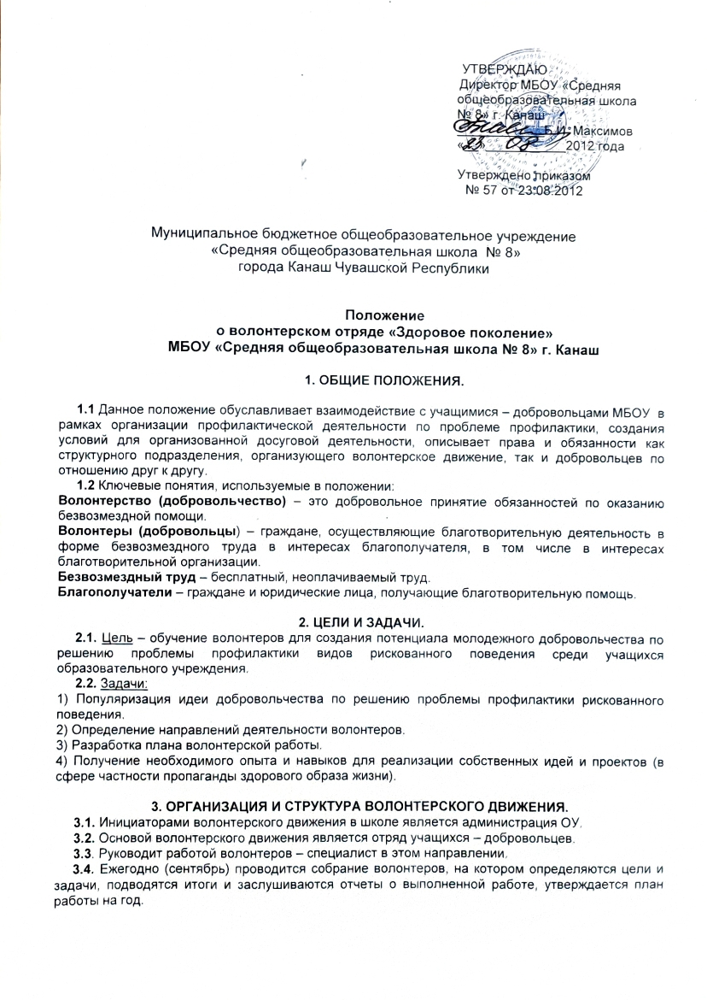 УТВЕРЖДАЮ
Директор МБОУ «Средняя
общеобразовательная школа
№ 8» г. Канаш
Б.И. Максимов
«23» 08 2012 года
Утверждено приказом
№ 57 от 23.08.2012
Муниципальное бюджетное общеобразовательное учреждение
«Средняя общеобразовательная школа № 8»
города Канаш Чувашской Республики
Положение
о волонтерском отряде «Здоровое поколение»
МБОУ «Средняя общеобразовательная школа № 8» г. Канаш
1. ОБЩИЕ ПОЛОЖЕНИЯ.
1.1 Данное положение обуславливает взаимодействие с учащимися – добровольцами МБОУ в
рамках организации профилактической деятельности по проблеме профилактики, создания
условий для организованной досуговой деятельности, описывает права и обязанности как
структурного подразделения, организующего волонтерское движение, так и добровольцев по
отношению друг к другу.
1.2 Ключевые понятия, используемые в положении:
Волонтерство (добровольчество) – это добровольное принятие обязанностей по оказанию
безвозмездной помощи.
Волонтеры (добровольцы) – граждане, осуществляющие благотворительную деятельность в
форме безвозмездного труда в интересах благополучателя, в том числе в интересах
благотворительной организации.
Безвозмездный труд – бесплатный, неоплачиваемый труд.
Благополучатели – граждане и юридические лица, получающие благотворительную помощь.
2. ЦЕЛИ И ЗАДАЧИ.
2.1. Цель – обучение волонтеров для создания потенциала молодежного добровольчества по
решению проблемы профилактики видов рискованного поведения среди учащихся
образовательного учреждения.
2.2. Задачи:
1) Популяризация идеи добровольчества по решению проблемы профилактики рискованного
поведения.
2) Определение направлений деятельности волонтеров.
3) Разработка плана волонтерской работы.
4) Получение необходимого опыта и навыков для реализации собственных идей и проектов (в
сфере частности пропаганды здорового образа жизни).
3. ОРГАНИЗАЦИЯ И СТРУКТУРА ВОЛОНТЕРСКОГО ДВИЖЕНИЯ.
3.1. Инициаторами волонтерского движения в школе является администрация ОУ.
3.2. Основой волонтерского движения является отряд учащихся – добровольцев.
3.3. Руководит работой волонтеров – специалист в этом направлении.
3.4. Ежегодно (сентябрь) проводится собрание волонтеров, на котором определяются цели и
задачи, подводятся итоги и заслушиваются отчеты о выполненной работе, утверждается план
работы на год.